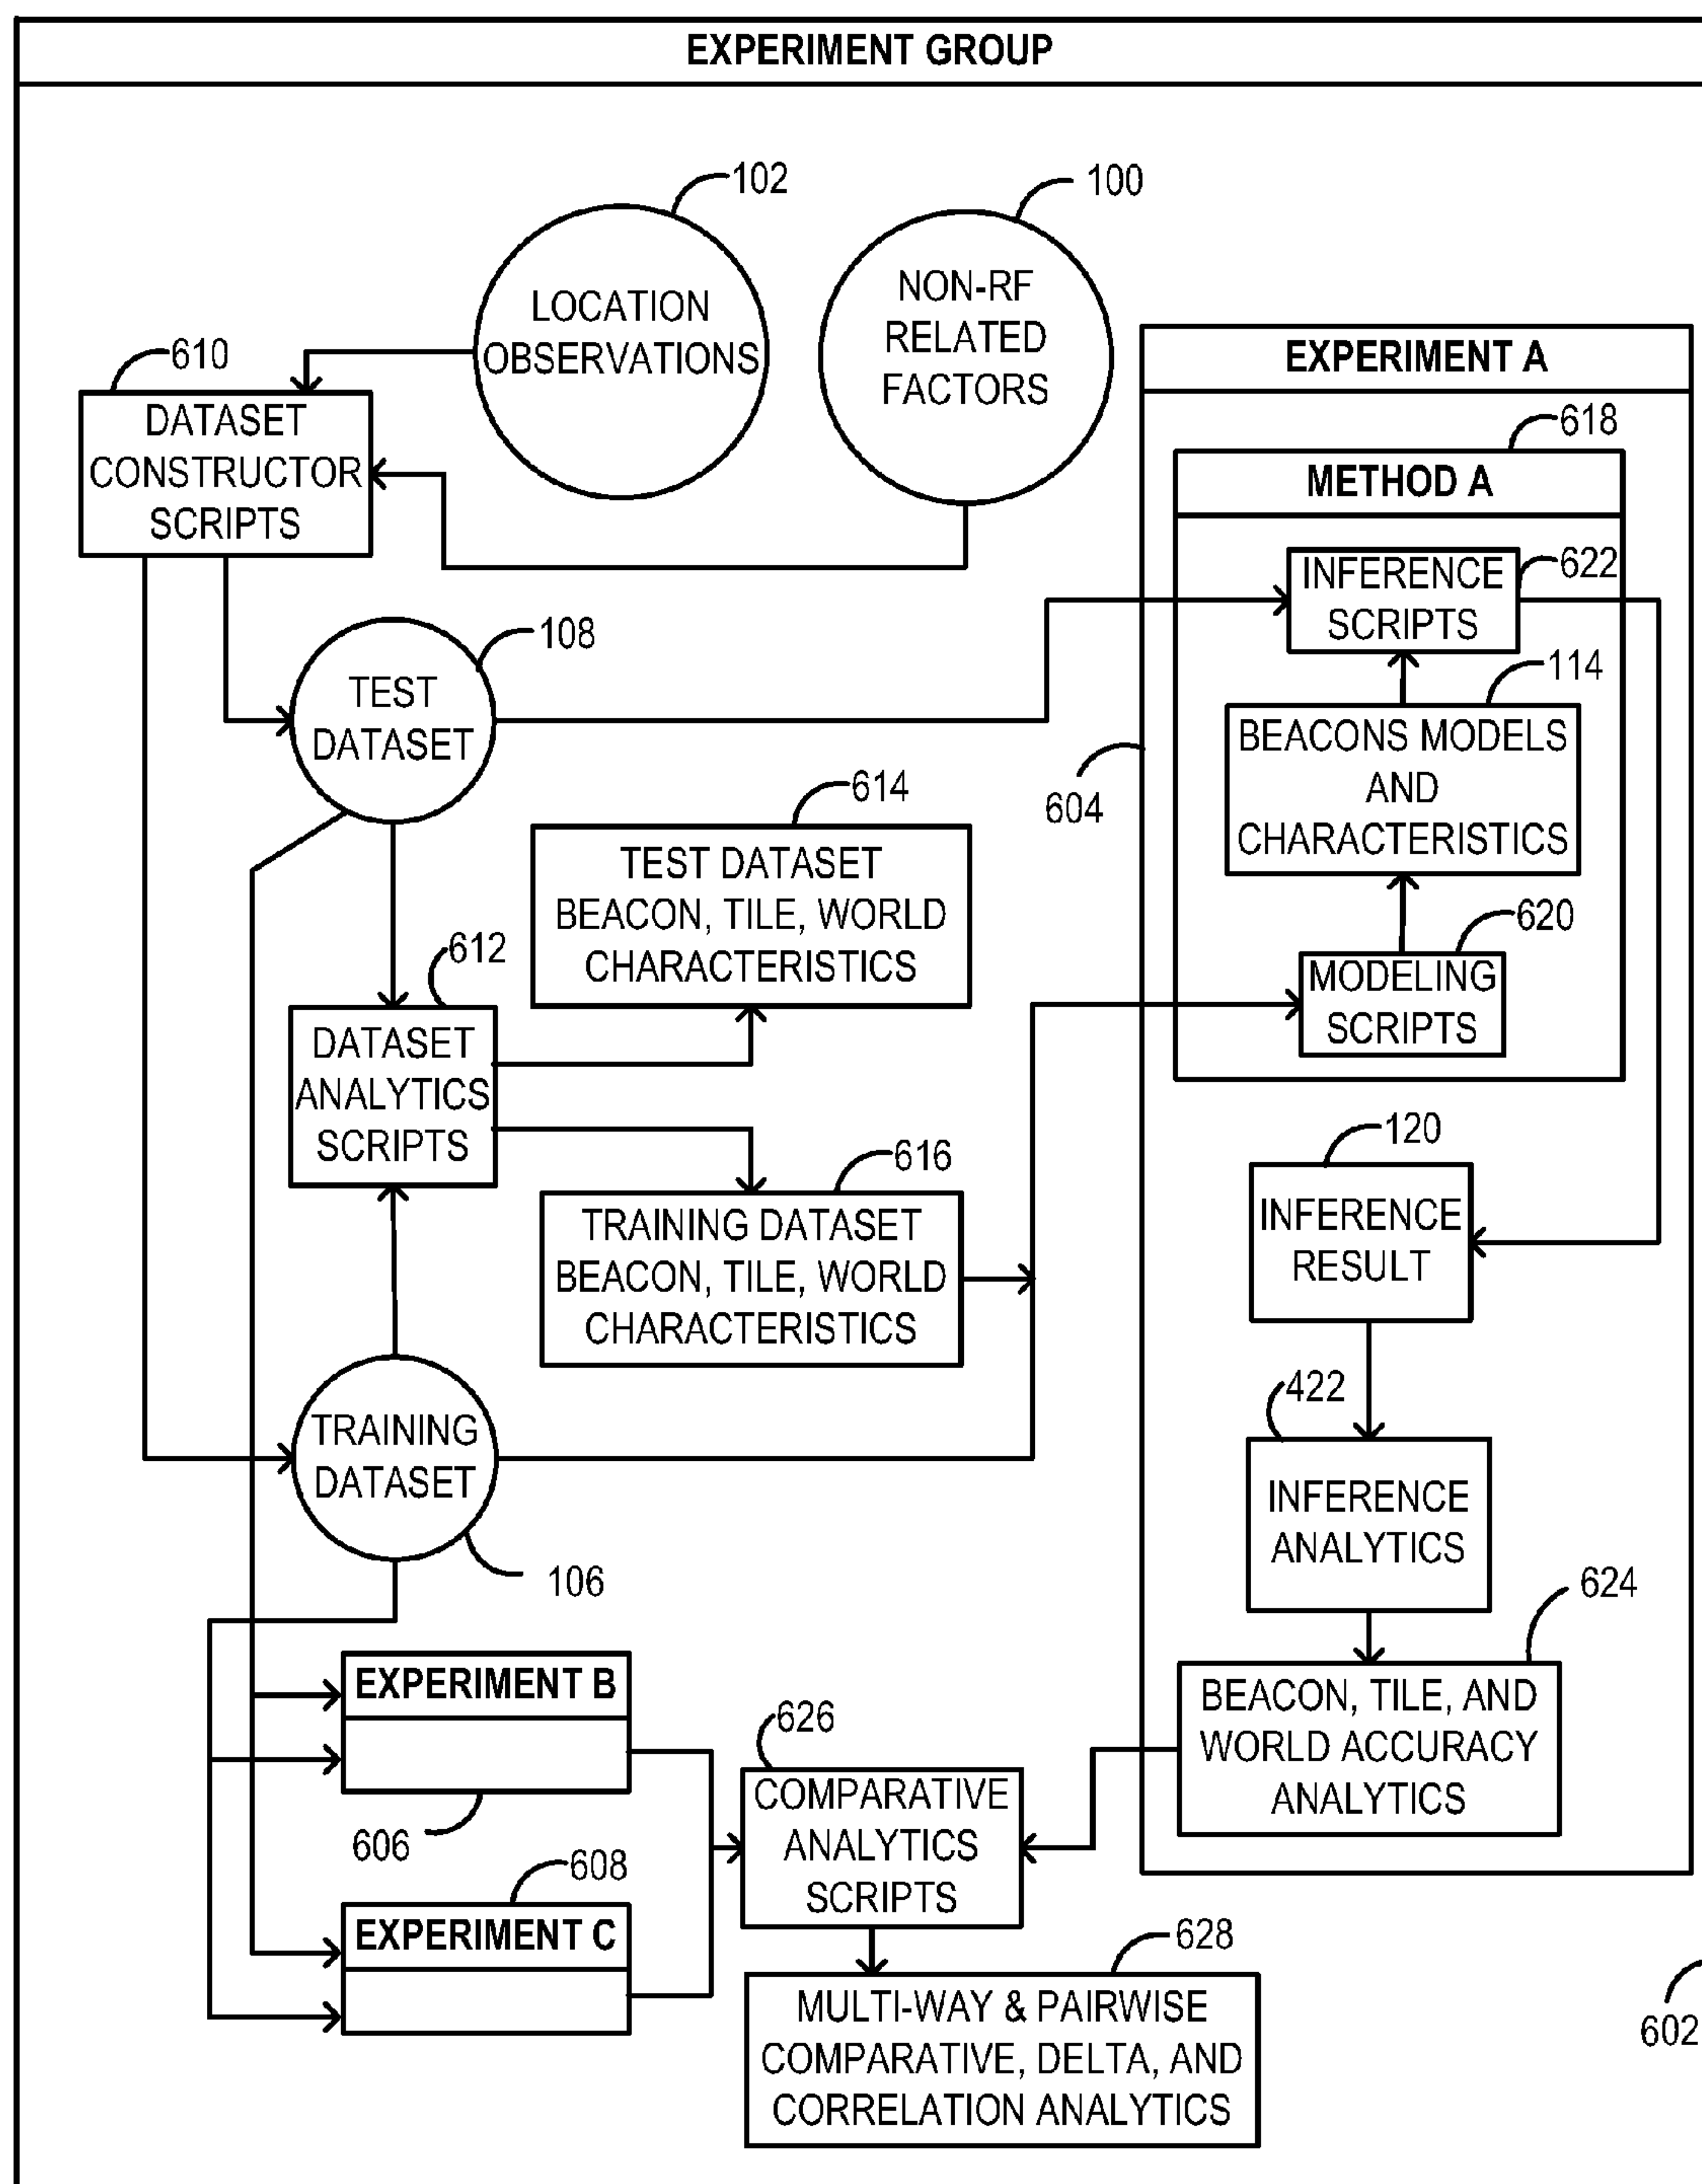 EXPERIMENT GROUP
102
100
LOCATION
OBSERVATIONS
NON-RF
RELATED
FACTORS
610
DATASET
CONSTRUCTOR
SCRIPTS
EXPERIMENT A
618
METHOD A
INFERENCE
SCRIPTS
622
114
BEACONS MODELS
AND
CHARACTERISTICS
604
620
MODELING
SCRIPTS
108
TEST
DATASET
614
TEST DATASET
BEACON, TILE, WORLD
CHARACTERISTICS
612
DATASET
ANALYTICS
SCRIPTS
616
TRAINING DATASET
BEACON, TILE, WORLD
CHARACTERISTICS
120
INFERENCE
RESULT
422
INFERENCE
ANALYTICS
TRAINING
DATASET
106
624
BEACON, TILE, AND
WORLD ACCURACY
ANALYTICS
EXPERIMENT B
606
626
COMPARATIVE
ANALYTICS
SCRIPTS
608
EXPERIMENT C
628
MULTI-WAY & PAIRWISE
COMPARATIVE, DELTA, AND
CORRELATION ANALYTICS
602